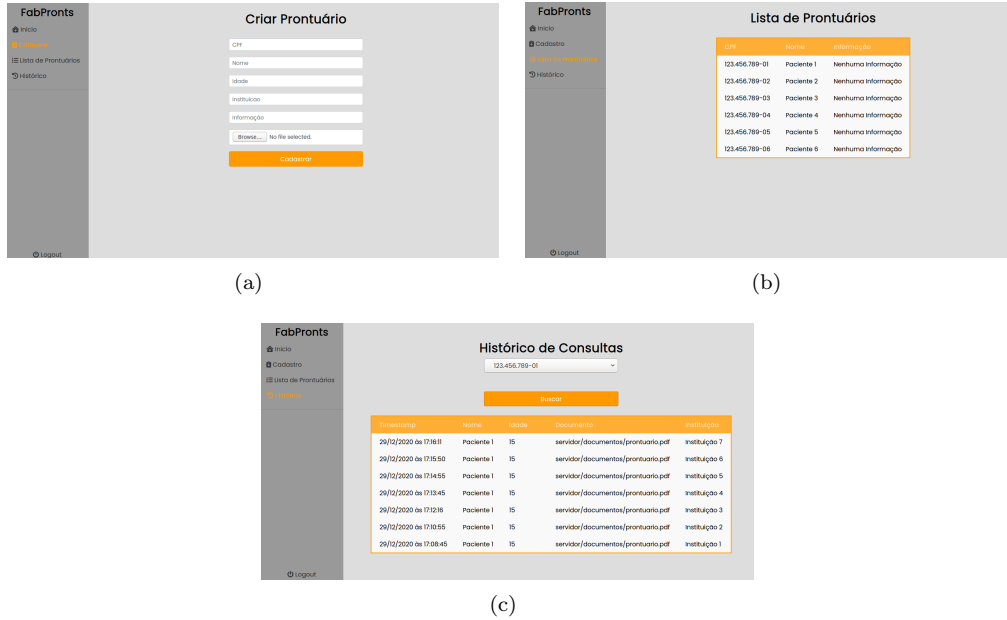 FabPronts
Início
Cadastro
Lista de Prontuários
Histórico
Logout
Criar Prontuário
CPF
Nome
Idade
Instituicao
Informação
Browse... No file selected.
Cadastrar
(a)
FabPronts
Início
Cadastro
Lista de Prontuários
Histórico
Logout
Lista de Prontuários
CPF Nome Informação
123.456.789-01 Paciente 1 Nenhuma Informação
123.456.789-02 Paciente 2 Nenhuma Informação
123.456.789-03 Paciente 3 Nenhuma Informação
123.456.789-04 Paciente 4 Nenhuma Informação
123.456.789-05 Paciente 5 Nenhuma Informação
123.456.789-06 Paciente 6 Nenhuma Informação
(b)
FabPronts
Início
Cadastro
Lista de Prontuários
Histórico
Logout
Histórico de Consultas
123.456.789-01
Buscar
Timestamp Nome Idade Documento Instituição
29/12/2020 às 17:16:11 Paciente 1 15 servidor/documentos/prontuario.pdf Instituição 7
29/12/2020 às 17:15:50 Paciente 1 15 servidor/documentos/prontuario.pdf Instituição 6
29/12/2020 às 17:14:55 Paciente 1 15 servidor/documentos/prontuario.pdf Instituição 5
29/12/2020 às 17:13:45 Paciente 1 15 servidor/documentos/prontuario.pdf Instituição 4
29/12/2020 às 17:12:16 Paciente 1 15 servidor/documentos/prontuario.pdf Instituição 3
29/12/2020 às 17:10:55 Paciente 1 15 servidor/documentos/prontuario.pdf Instituição 2
29/12/2020 às 17:08:45 Paciente 1 15 servidor/documentos/prontuario.pdf Instituição 1
(c)